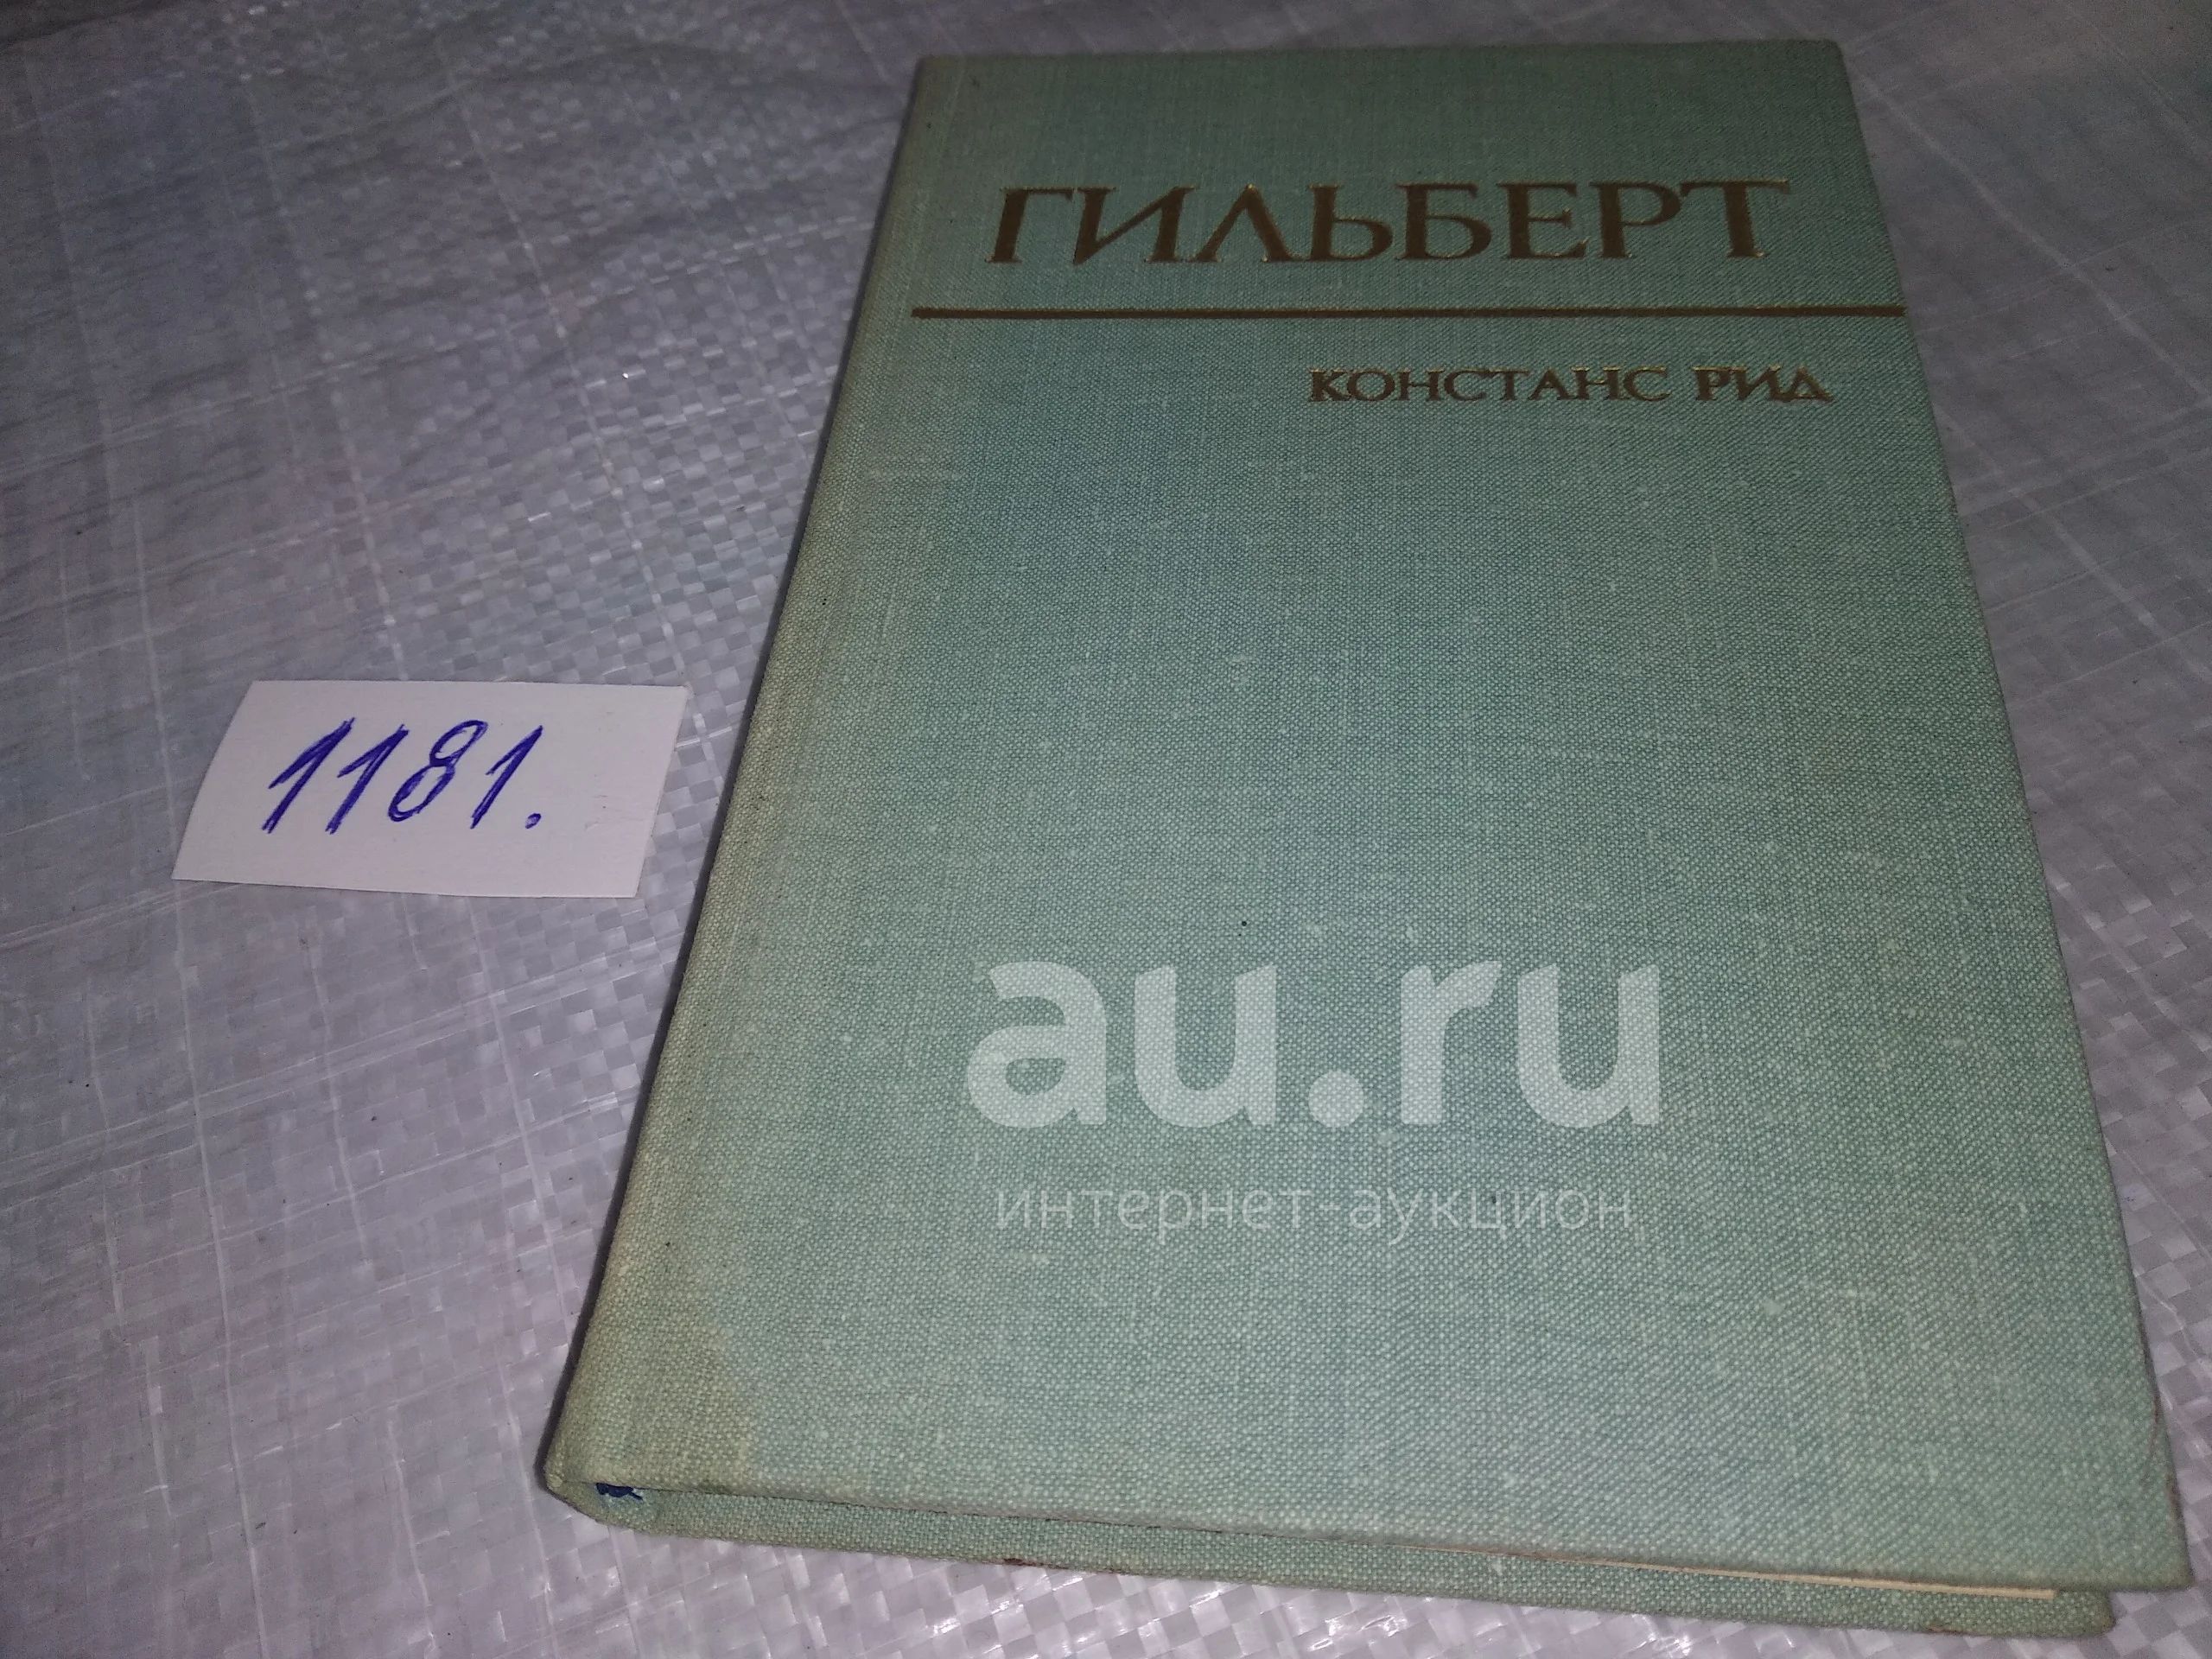 ГИЛЬБЕРТ
КОНСТАНС РИД
1181.
au.ru
интернет-аукцион